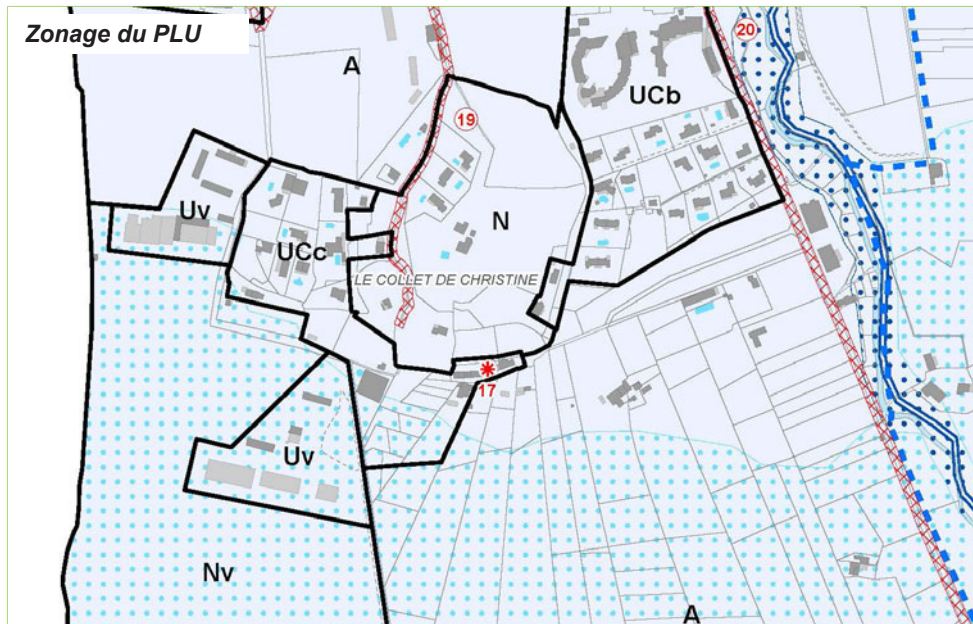 Zonage du PLU
20
A
UCb
19
Uv
N
UCc
LE COLLET DE CHRISTINE
17
Uv
Nv
A